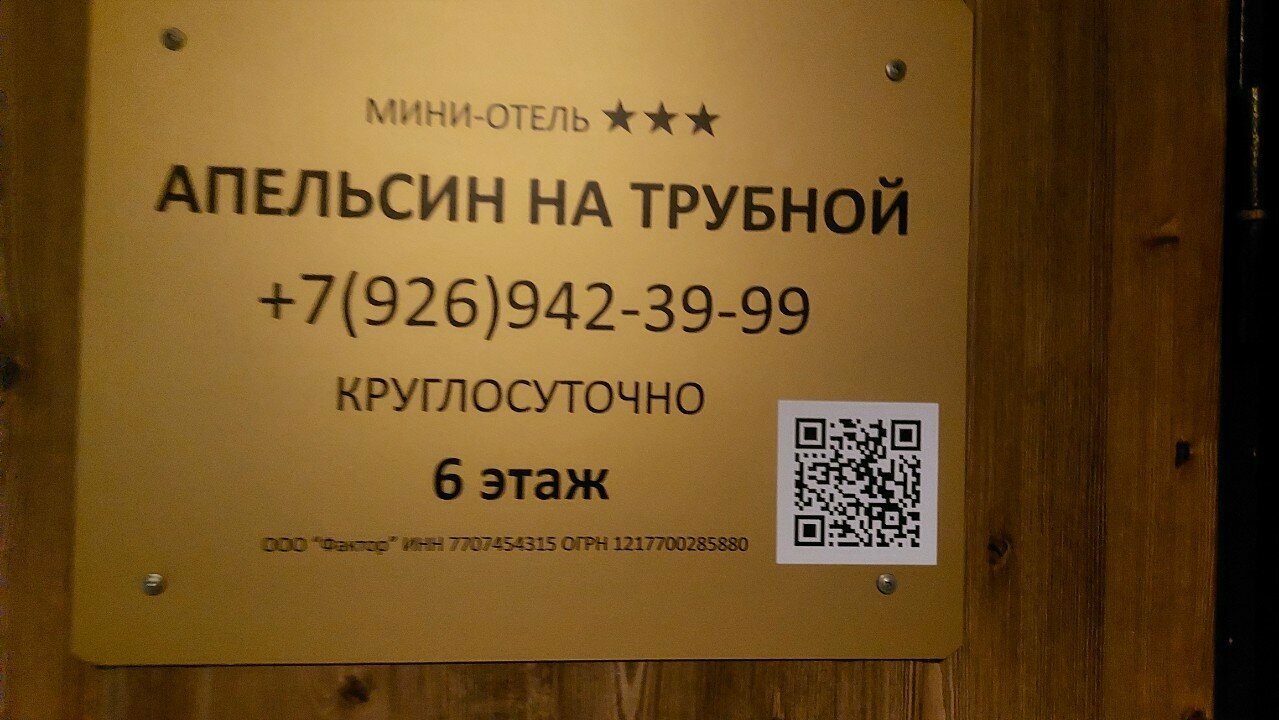 МИНИ-ОТЕЛЬ ★★★
АПЕЛЬСИН НА ТРУБНОЙ
+7(926)942-39-99
КРУГЛОСУТОЧНО
6 этаж
ООО "Фактор" ИНН 7707454315 ОГРН 1217700285880